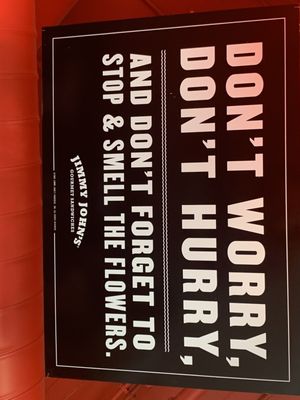 DON'T WORRY,
DON'T HURRY,
AND DON'T FORGET TO
STOP & SMELL THE FLOWERS.
JIMMY JOHN'S
GOURMET SANDWICHES